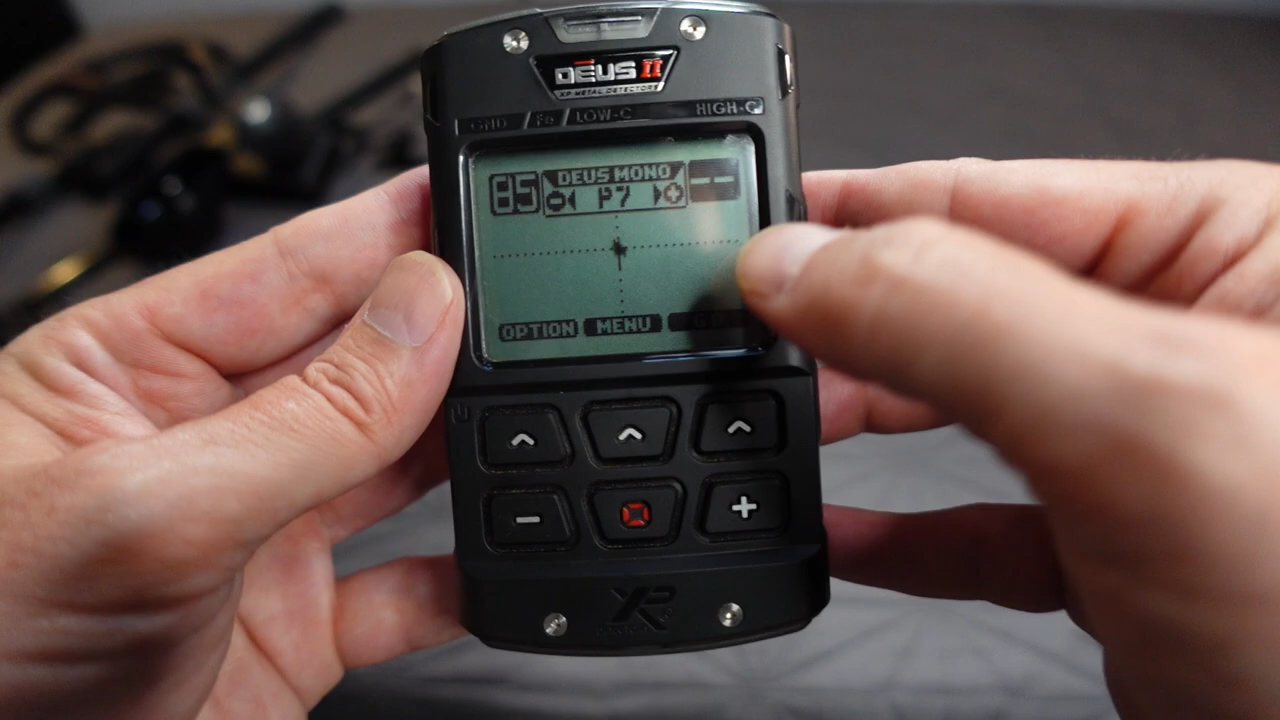 DEUS II
XP METAL DETECTORS
GND Fe LOW-C HIGH-C
85 DEUS MONO --
P7
OPTION MENU
XP